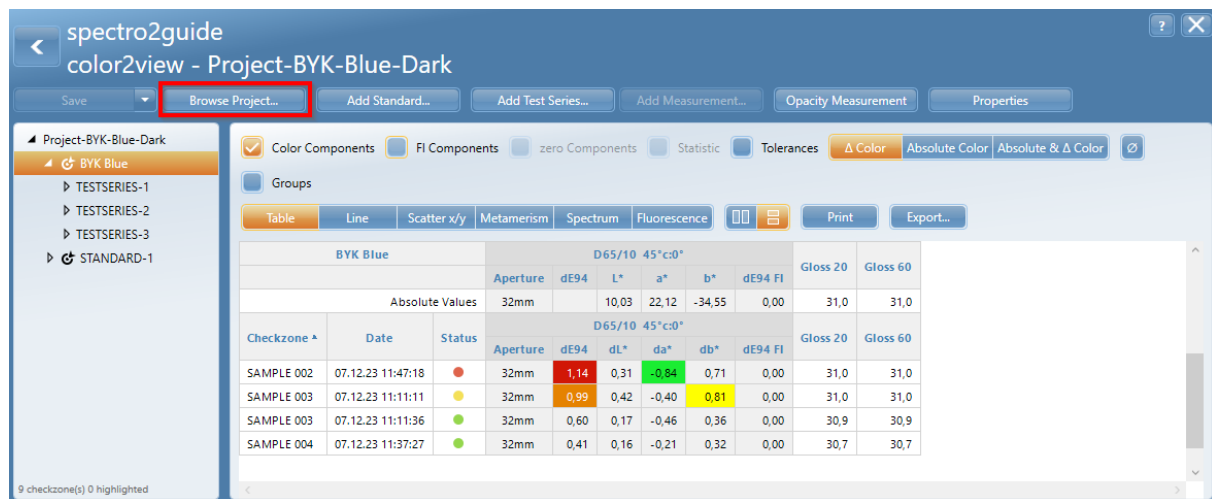 spectro2guide
color2view - Project-BYK-Blue-Dark
?
Save Browse Project... Add Standard... Add Test Series... Add Measurement... Opacity Measurement Properties
Project-BYK-Blue-Dark
BYK Blue
TESTSERIES-1
TESTSERIES-2
TESTSERIES-3
STANDARD-1
9 checkzone(s) 0 highlighted
Color Components FI Components zero Components Statistic Tolerances Δ Color Absolute Color Absolute & Δ Color Ø
Groups
Table Line Scatter x/y Metamerism Spectrum Fluorescence Print Export...
BYK Blue D65/10 45°c:0° Gloss 20 Gloss 60
Aperture dE94 L* a* b* dE94 FI
Absolute Values 32mm 10,03 22,12 -34,55 0,00 31,0 31,0
Checkzone Date Status D65/10 45°c:0° Gloss 20 Gloss 60
Aperture dE94 dL* da* db* dE94 FI
SAMPLE 002 07.12.23 11:47:18 32mm 1,14 0,31 -0,84 0,71 0,00 31,0 31,0
SAMPLE 003 07.12.23 11:11:11 32mm 0,99 0,42 -0,40 0,81 0,00 31,0 31,0
SAMPLE 003 07.12.23 11:11:36 32mm 0,60 0,17 -0,46 0,36 0,00 30,9 30,9
SAMPLE 004 07.12.23 11:37:27 32mm 0,41 0,16 -0,21 0,32 0,00 30,7 30,7